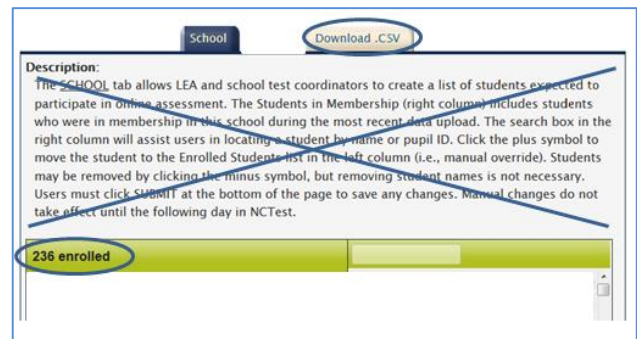 School Download .CSV
Description:
The SCHOOL tab allows LEA and school test coordinators to create a list of students expected to
participate in online assessment. The Students in Membership (right column) includes students
who were in membership in this school during the most recent data upload. The search box in the
right column will assist users in locating a student by name or pupil ID. Click the plus symbol to
move the student to the Enrolled Students list in the left column (i.e., manual override). Students
may be removed by clicking the minus symbol, but removing student names is not necessary.
Users must click SUBMIT at the bottom of the page to save any changes. Manual changes do not
take effect until the following day in NCTest.
236 enrolled